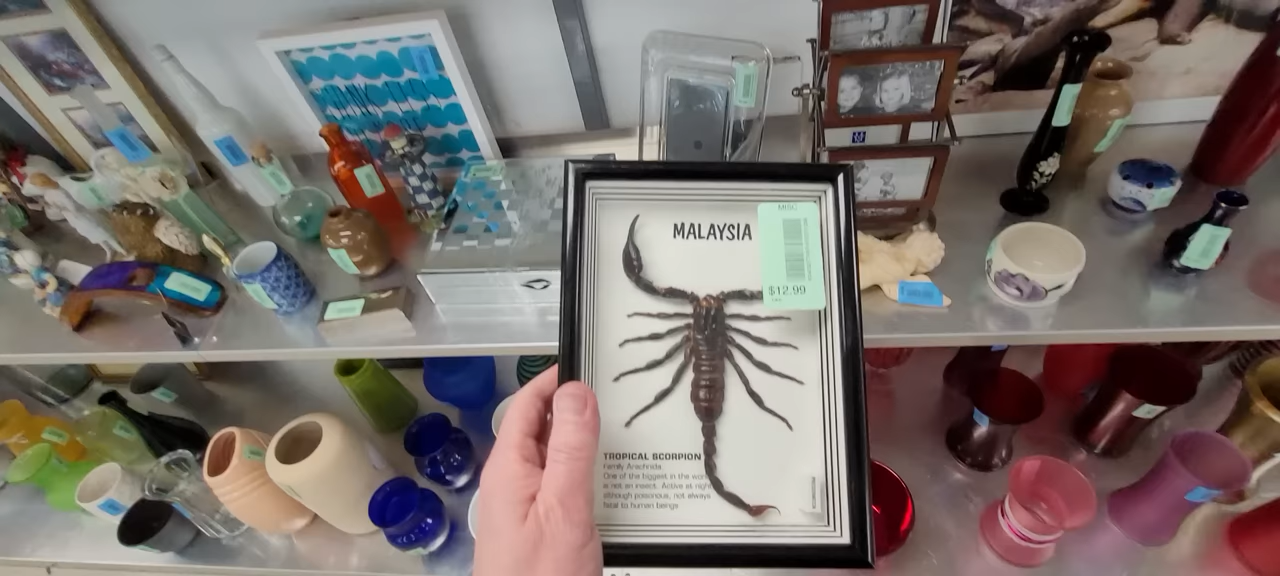 MALAYSIA
MISC
$12.99
TROPICAL SCORPION
Family Arachnida
One of the biggest in the
is not an insect. Active at night
although poisonous, not always
fatal to human beings